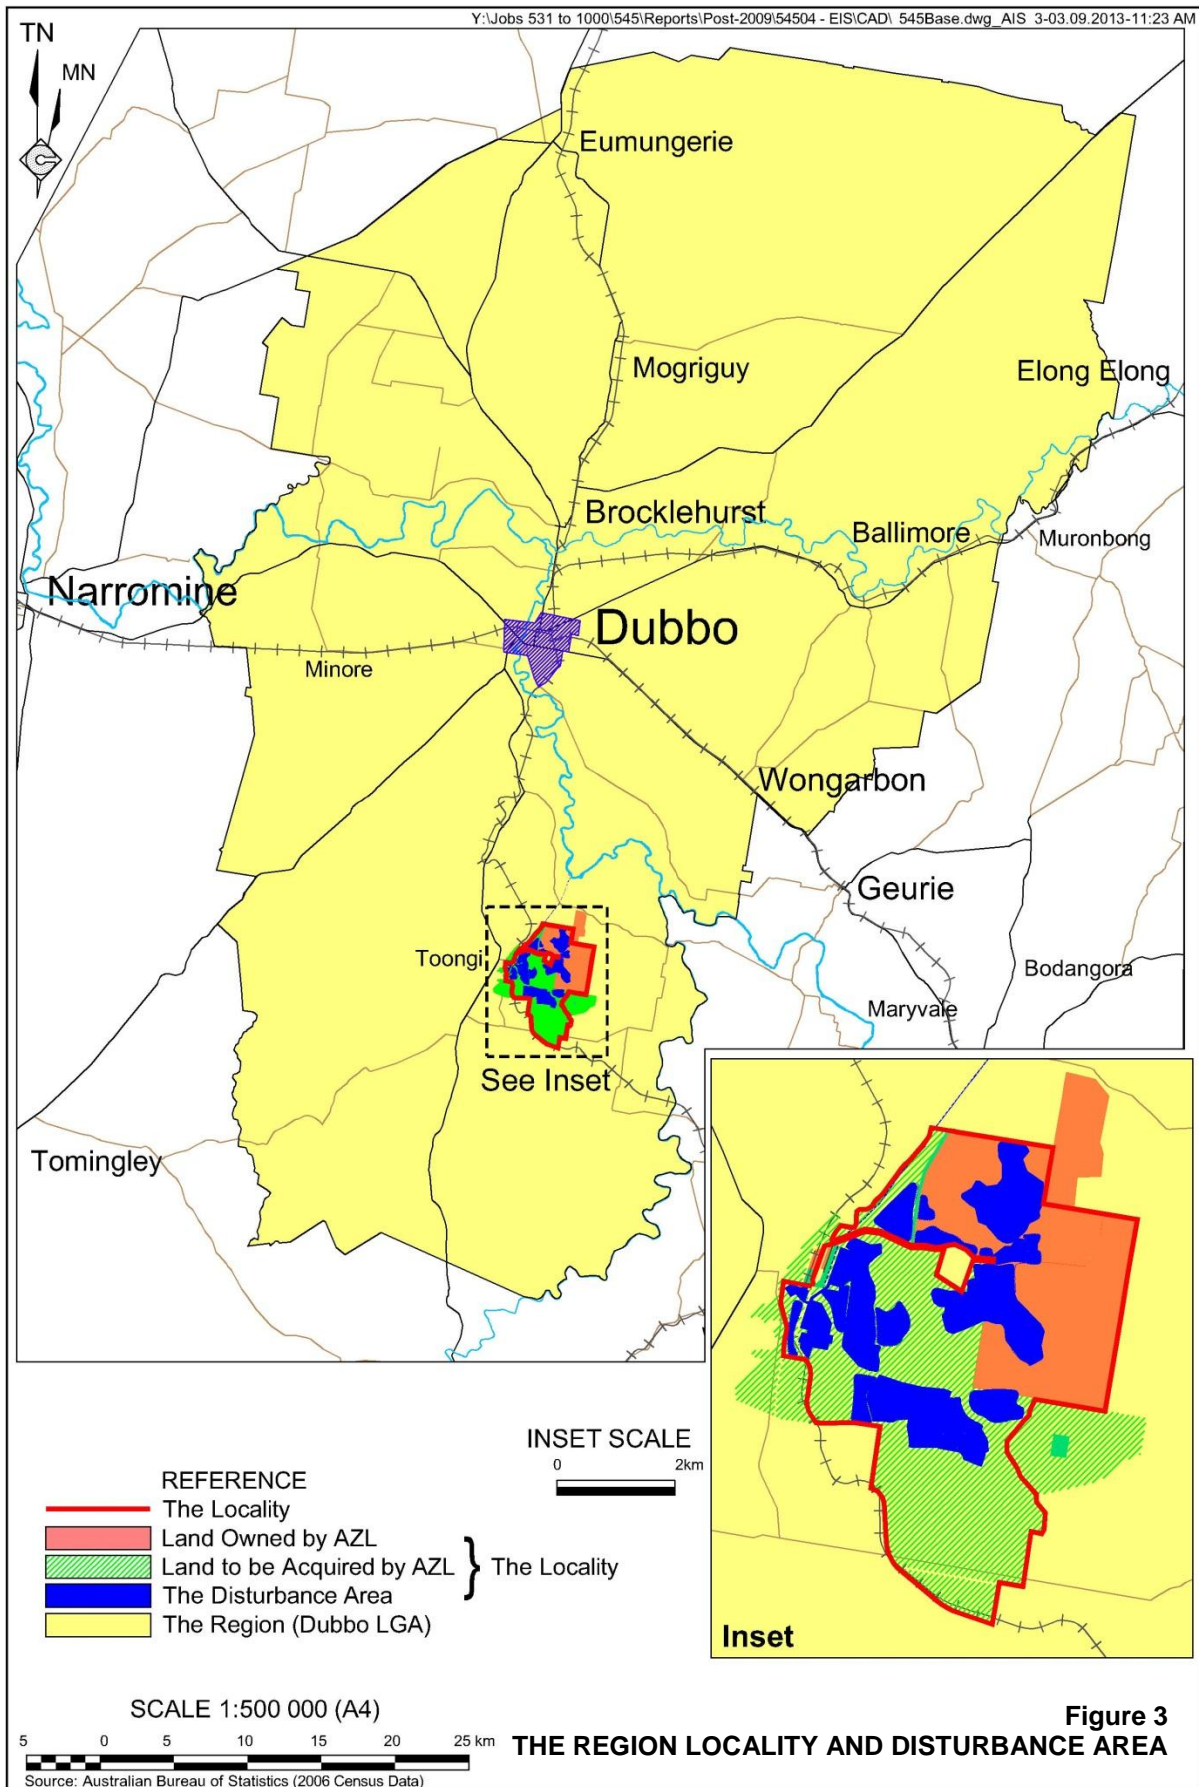 Y:\Jobs 531 to 1000\545\Reports\Post-2009\54504 - EIS\CAD\ 545Base.dwg_AIS 3-03.09.2013-11:23 AM
TN
MN
Eumungerie
Mogriguy
Elong Elong
Brocklehurst
Ballimore
Muronbong
Narromine
Dubbo
Minore
Wongarbon
Geurie
Toongi
Bodangora
Maryvale
See Inset
Tomingley
Inset
INSET SCALE
0 2km
REFERENCE
The Locality
Land Owned by AZL
Land to be Acquired by AZL } The Locality
The Disturbance Area
The Region (Dubbo LGA)
SCALE 1:500 000 (A4)
5 0 5 10 15 20 25 km
Source: Australian Bureau of Statistics (2006 Census Data)
Figure 3
THE REGION LOCALITY AND DISTURBANCE AREA